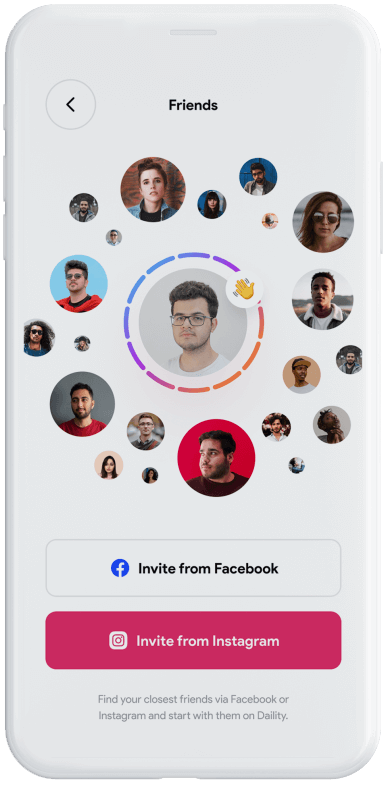 Friends
Invite from Facebook
Invite from Instagram
Find your closest friends via Facebook or
Instagram and start with them on Daility.